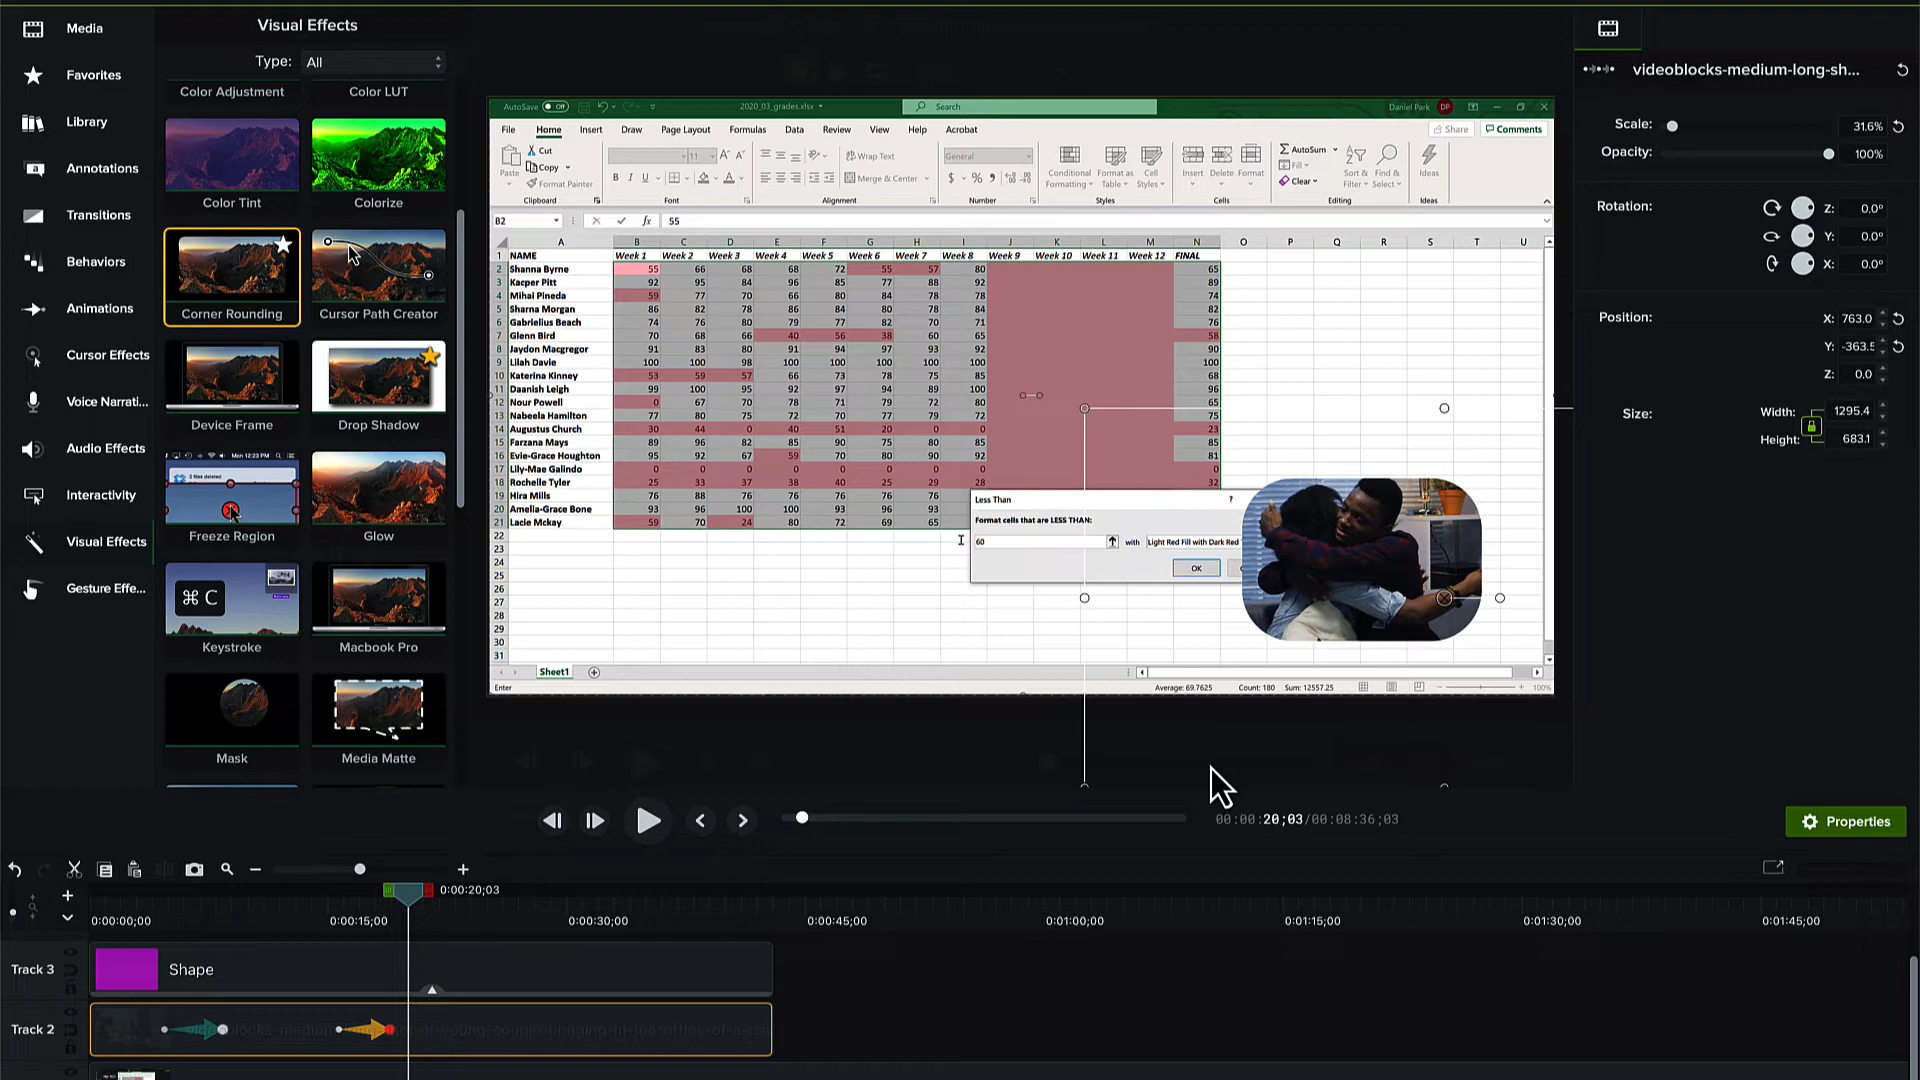 Media
Favorites
Library
Annotations
Transitions
Behaviors
Animations
Cursor Effects
Voice Narrati...
Audio Effects
Interactivity
Visual Effects
Gesture Effe...
Visual Effects
Type: All
Color Adjustment Color LUT
Color Tint Colorize
Corner Rounding Cursor Path Creator
Device Frame Drop Shadow
Mon 12:23 PM
2 files deleted
Freeze Region Glow
⌘ C
Keystroke Macbook Pro
Mask Media Matte
AutoSave Off 2020_03_grades.xlsx Search Daniel Park DP
File Home Insert Draw Page Layout Formulas Data Review View Help Acrobat Share Comments
Paste Cut Copy Format Painter
11 A A
B I U A
Wrap Text
Merge & Center
General
$ % 9
Conditional Formatting Format as Table Cell Styles
Insert Delete Format
AutoSum Fill Clear
Sort & Filter Find & Select Ideas
Clipboard Font Alignment Number Styles Cells Editing Ideas
B2 fx 55
A B C D E F G H I J K L M N O P Q R S T U
1 NAME Week 1 Week 2 Week 3 Week 4 Week 5 Week 6 Week 7 Week 8 Week 9 Week 10 Week 11 Week 12 FINAL
2 Shanna Byrne 55 66 68 68 72 55 57 80 65
3 Kacper Pitt 92 95 84 96 85 77 88 92 89
4 Mihai Pineda 59 77 70 66 80 84 78 78 74
5 Sharna Morgan 86 82 78 86 84 80 78 84 82
6 Gabrielius Beach 74 76 80 79 77 82 70 71 76
7 Glenn Bird 70 68 66 40 56 38 60 65 58
8 Jaydon Macgregor 91 83 80 91 94 97 93 92 90
9 Lilah Davie 100 100 98 100 100 100 100 100 100
10 Katerina Kinney 53 59 57 66 73 78 75 85 68
11 Daanish Leigh 99 100 95 92 97 94 89 100 96
12 Nour Powell 0 67 70 78 71 79 72 80 65
13 Nabeela Hamilton 77 80 75 72 70 77 79 72 75
14 Augustus Church 30 44 0 40 51 20 0 0 23
15 Farzana Mays 89 96 82 85 90 75 80 85 85
16 Evie-Grace Houghton 95 92 67 59 70 80 90 92 81
17 Lily-Mae Galindo 0 0 0 0 0 0 0 0 0
18 Rochelle Tyler 25 33 37 38 40 25 29 28 32
19 Hira Mills 76 88 76 76 76 76 76
20 Amelia-Grace Bone 93 96 100 100 93 96 93
21 Lacie Mckay 59 70 24 80 72 69 65
22
23
24
25
26
27
28
29
30
31
Less Than ?
Format cells that are LESS THAN:
60 with Light Red Fill with Dark Red
OK
Sheet1
Enter Average: 69.7625 Count: 180 Sum: 12557.25 100%
videoblocks-medium-long-sh...
Scale: 31.6%
Opacity: 100%
Rotation: Z: 0.0°
Y: 0.0°
X: 0.0°
Position: X: 763.0
Y: -363.5
Z: 0.0
Size: Width: 1295.4
Height: 683.1
00:00:20;03/00:08:36;03
Properties
0:00:20;03
0:00:00;00 0:00:15;00 0:00:30;00 0:00:45;00 0:01:00;00 0:01:15;00 0:01:30;00 0:01:45;00
Track 3 Shape
Track 2